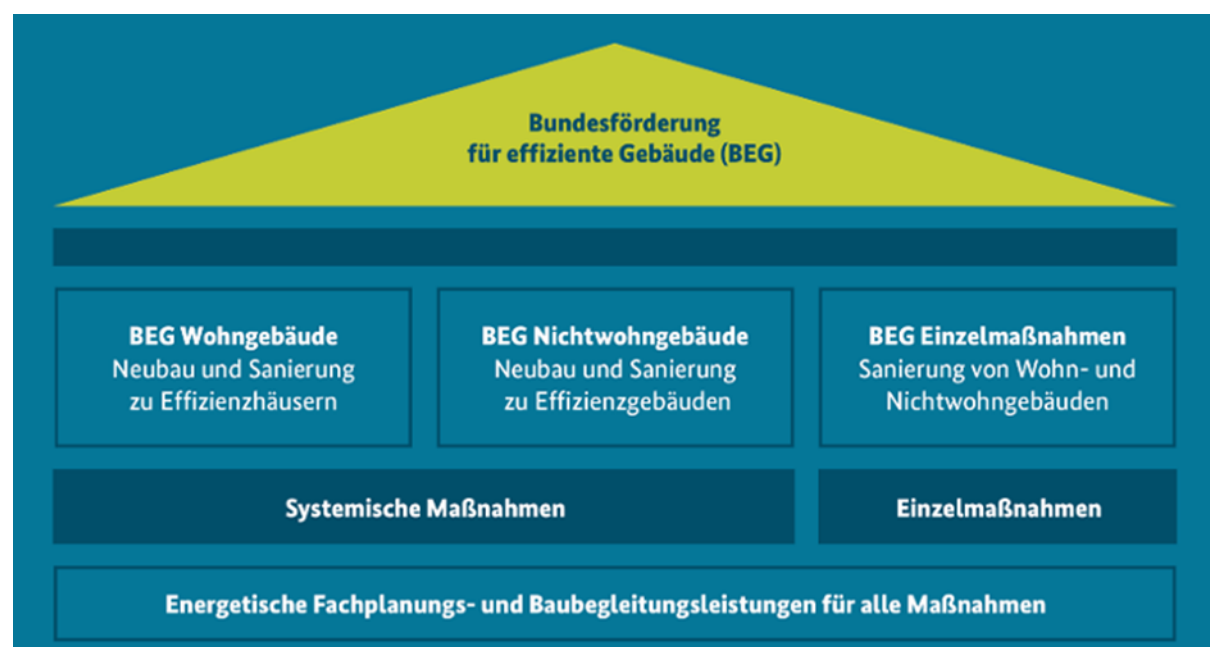 Bundesförderung
für effiziente Gebäude (BEG)
BEG Wohngebäude
Neubau und Sanierung
zu Effizienzhäusern
BEG Nichtwohngebäude
Neubau und Sanierung
zu Effizienzgebäuden
BEG Einzelmaßnahmen
Sanierung von Wohn- und
Nichtwohngebäuden
Systemische Maßnahmen
Einzelmaßnahmen
Energetische Fachplanungs- und Baubegleitungsleistungen für alle Maßnahmen